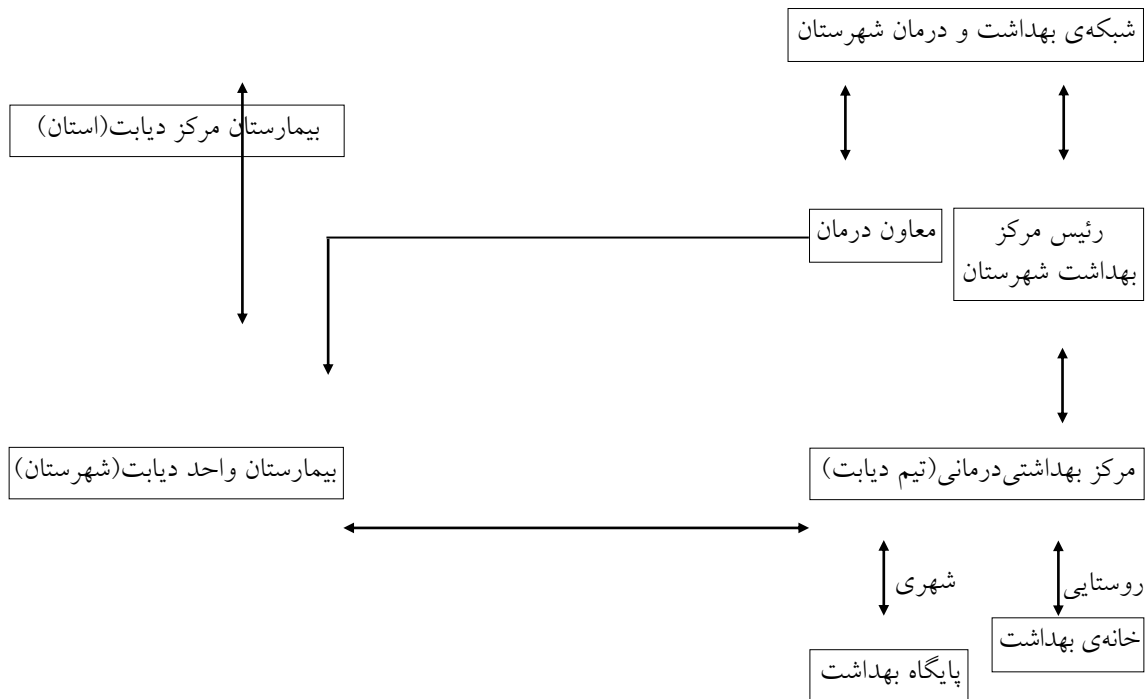 شبکه‌ی بهداشت و درمان شهرستان
بیمارستان مرکز دیابت(استان)
رئیس مرکز
بهداشت شهرستان
معاون درمان
مرکز بهداشتی‌درمانی(تیم دیابت)
بیمارستان واحد دیابت(شهرستان)
روستایی
شهری
خانه‌ی بهداشت
پایگاه بهداشت